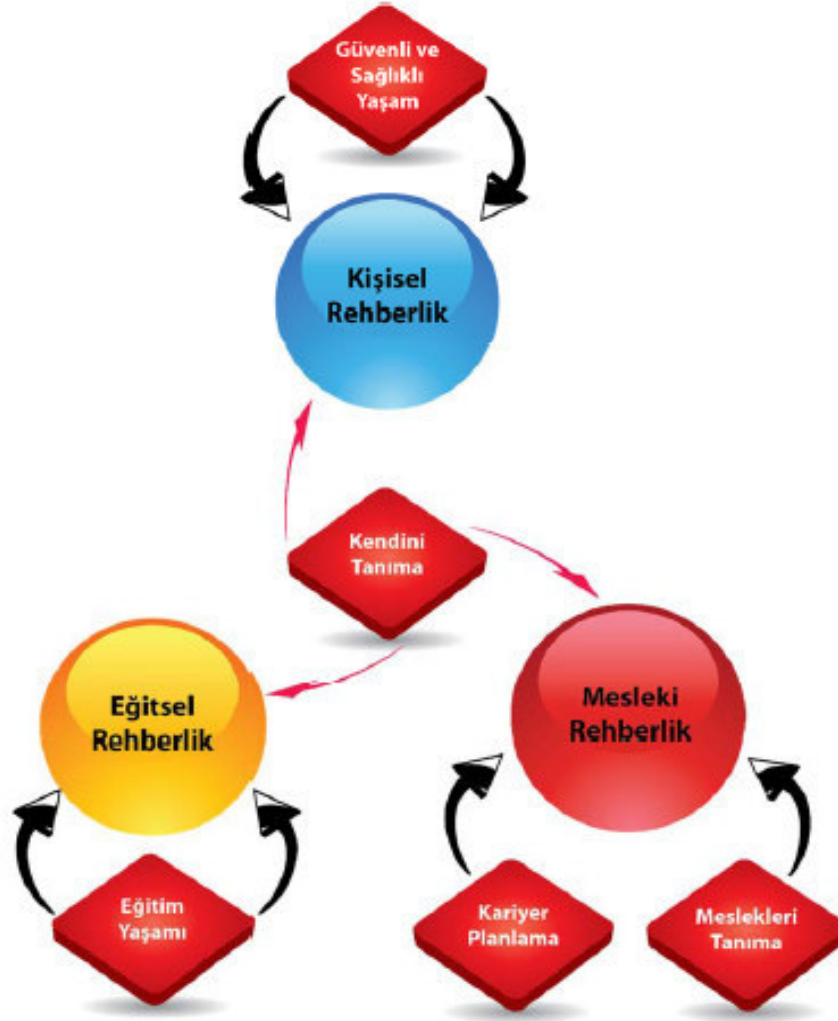 Güvenli ve
Sağlıklı
Yaşam
Kişisel
Rehberlik
Kendini
Tanıma
Eğitsel
Rehberlik
Mesleki
Rehberlik
Eğitim
Yaşamı
Kariyer
Planlama
Meslekleri
Tanıma